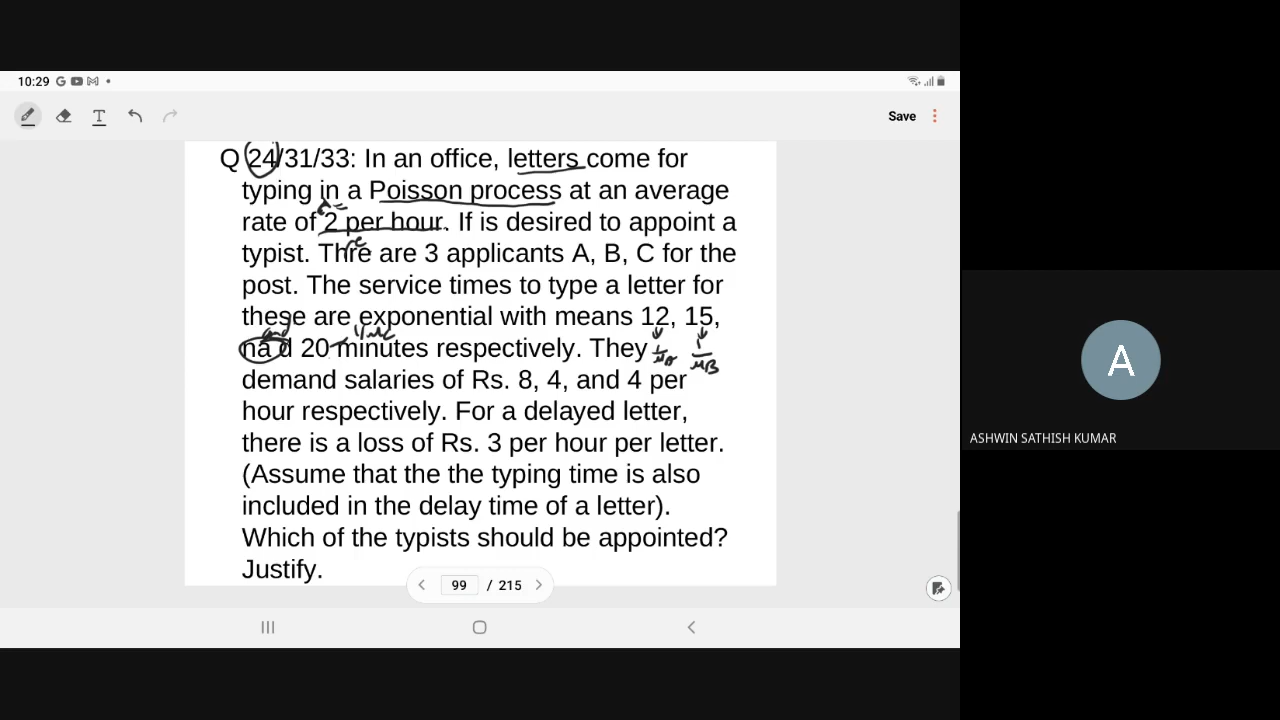 10:29
Save
Q 24/31/33: In an office, letters come for
typing in a Poisson process at an average
rate of 2 per hour. If is desired to appoint a
typist. Thre are 3 applicants A, B, C for the
post. The service times to type a letter for
these are exponential with means 12, 15,
na d 20 minutes respectively. They
demand salaries of Rs. 8, 4, and 4 per
hour respectively. For a delayed letter,
there is a loss of Rs. 3 per hour per letter.
(Assume that the the typing time is also
included in the delay time of a letter).
Which of the typists should be appointed?
Justify.
99 / 215
A
ASHWIN SATHISH KUMAR